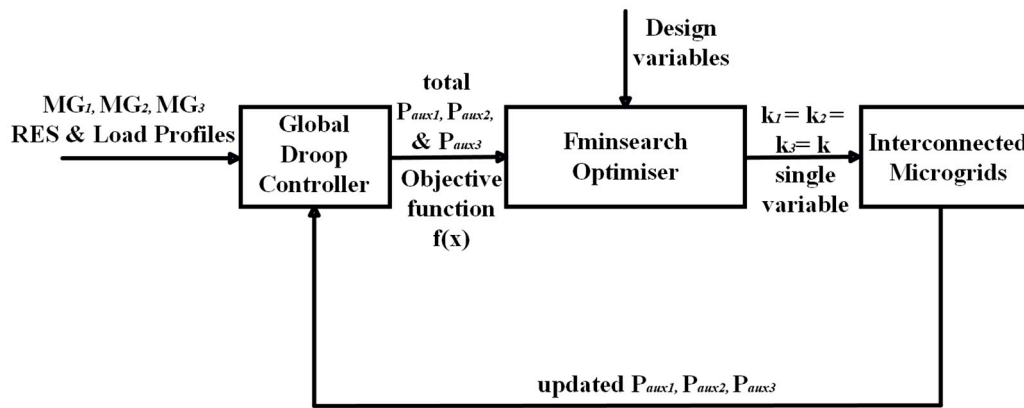 MG1, MG2, MG3
RES & Load Profiles
Global
Droop
Controller
total
Paux1, Paux2,
& Paux3
Objective
function
f(x)
Design
variables
Fminsearch
Optimiser
k1= k2=
k3= k
single
variable
Interconnected
Microgrids
updated Paux1, Paux2, Paux3